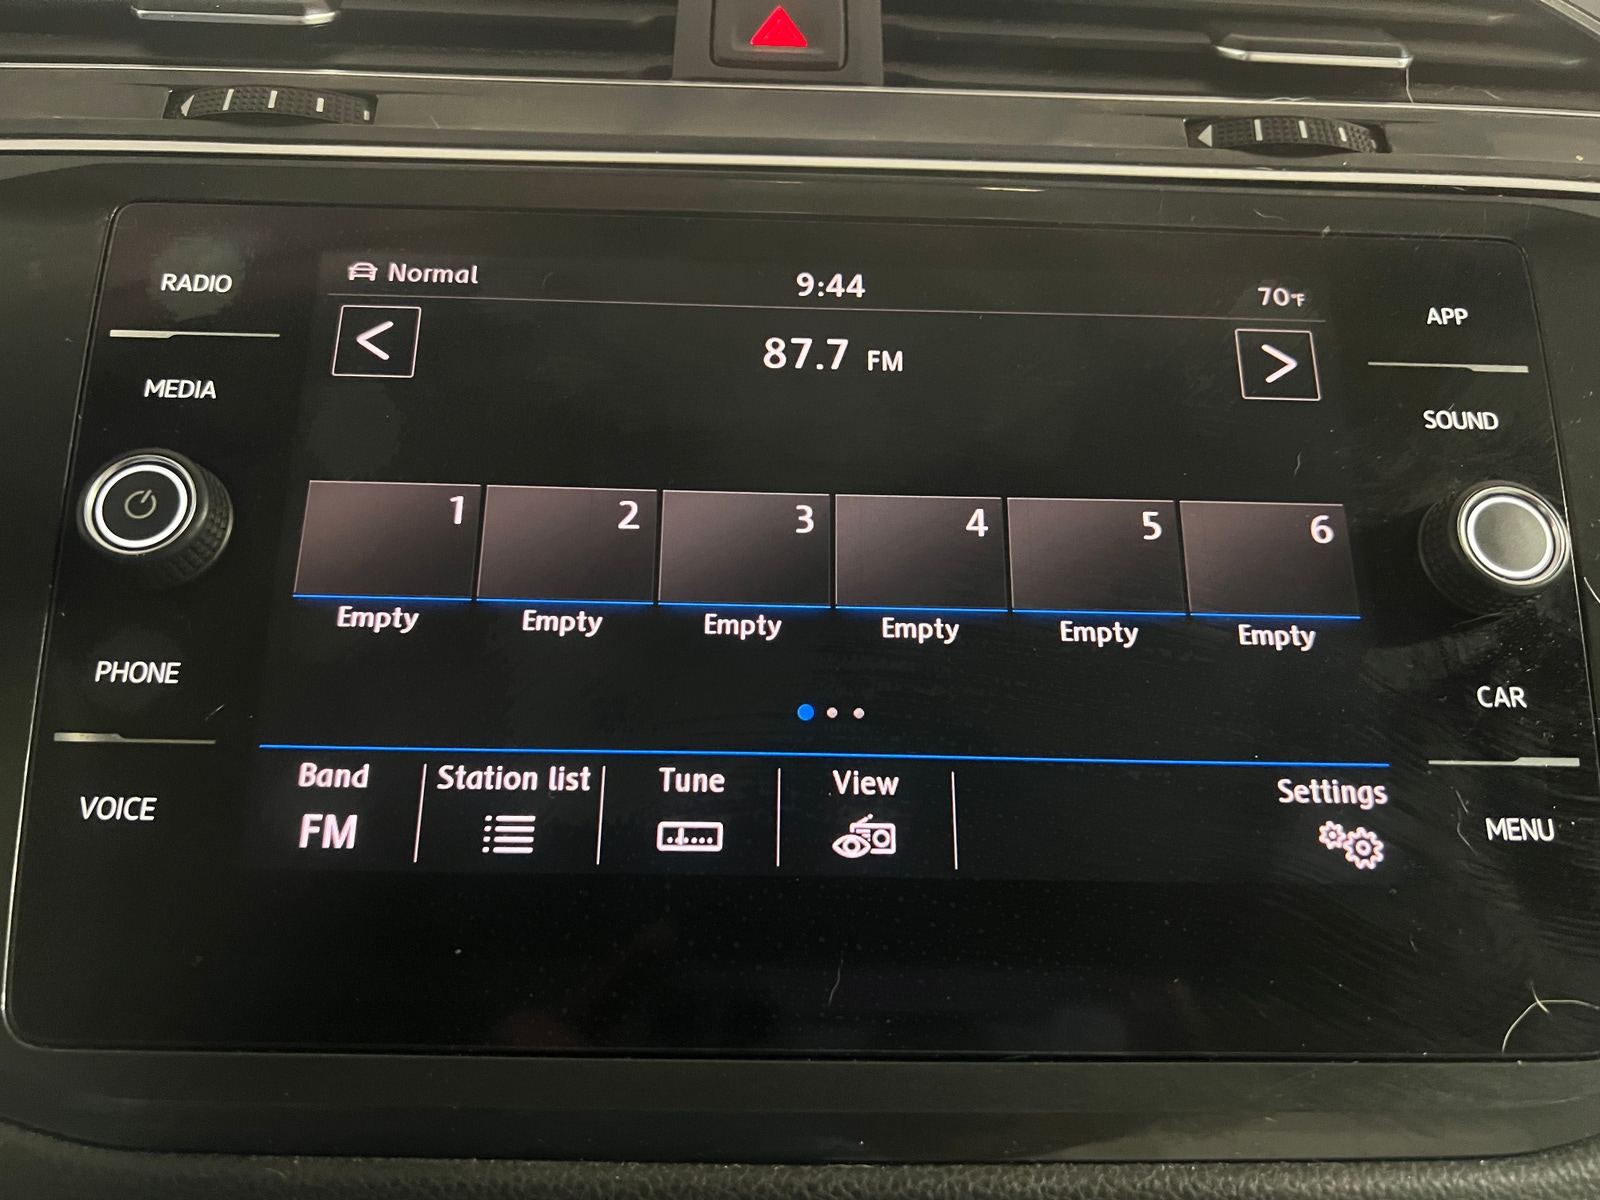 RADIO
MEDIA
PHONE
VOICE
Normal
9:44
70°F
87.7 FM
1
2
3
4
5
6
Empty
Empty
Empty
Empty
Empty
Empty
Band
Station list
Tune
View
Settings
FM
APP
SOUND
CAR
MENU